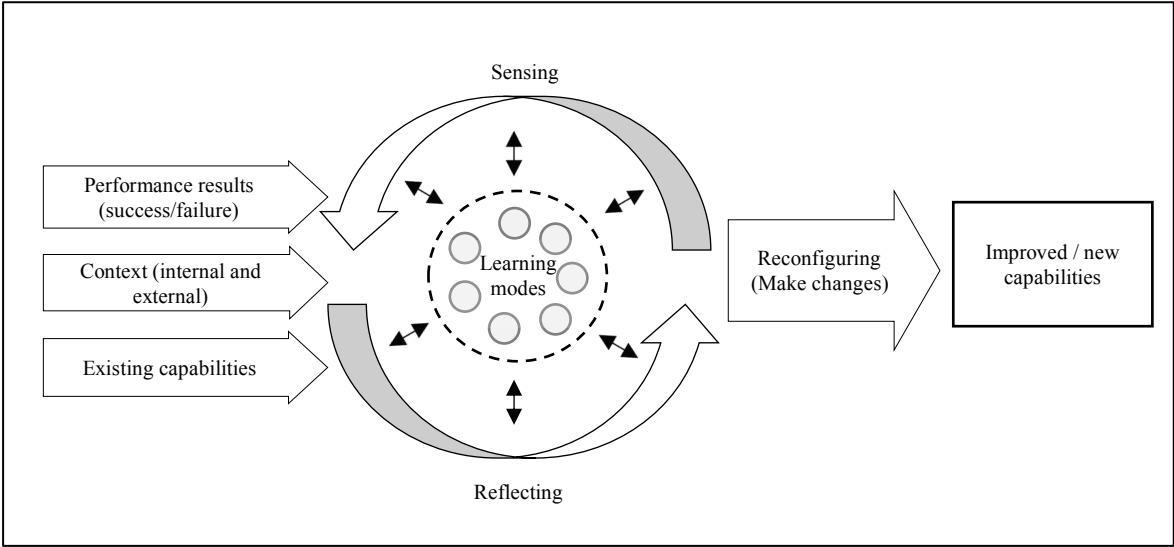 Sensing
Performance results
(success/failure)
Context (internal and
external)
Existing capabilities
Learning
modes
Reconfiguring
(Make changes)
Improved / new
capabilities
Reflecting